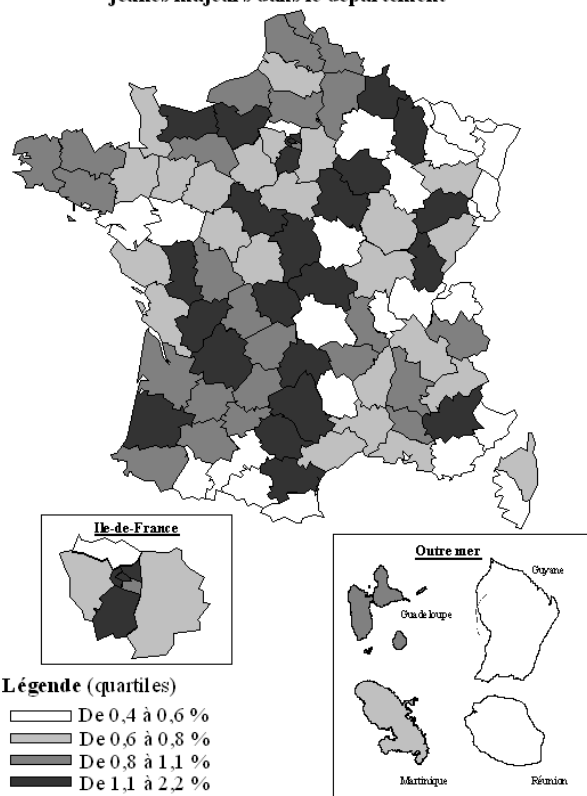 jeunes majeurs dans le département
Ile-de-France
Outre mer
Guyane
Guadeloupe
Martinique
Réunion
Légende (quartiles)
De 0,4 à 0,6 %
De 0,6 à 0,8 %
De 0,8 à 1,1 %
De 1,1 à 2,2 %